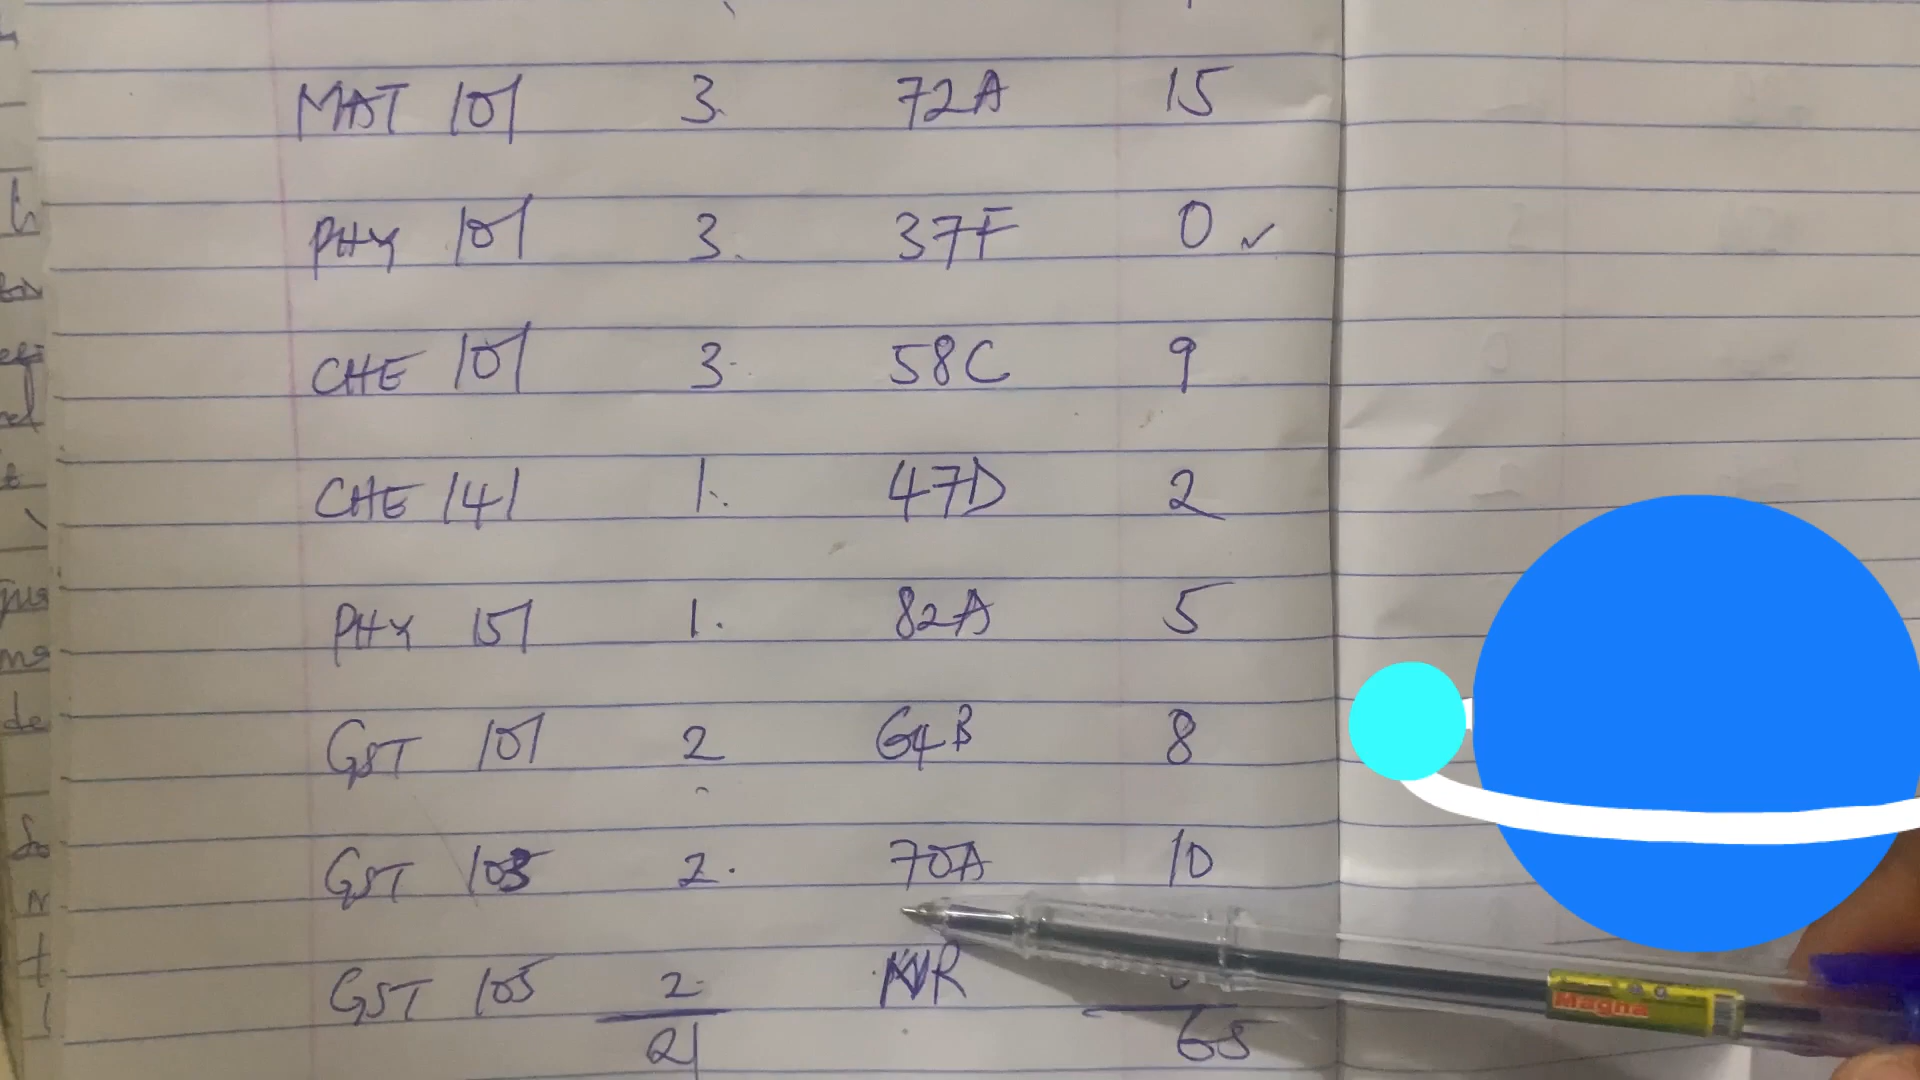 MAT 101 3. 72A 15
PHY 101 3. 37F 0
CHE 101 3. 58C 9
CHE 141 1. 47D 2
PHY 151 1. 82A 5
GST 101 2 64B 8
GST 103 2. 70A 10
GST 105 2. NR
21 65
Magna